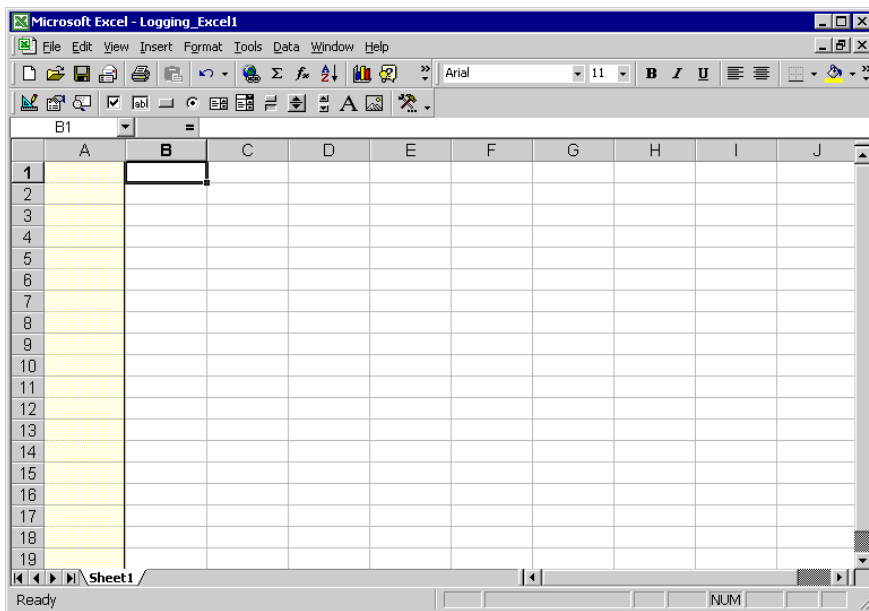 Microsoft Excel - Logging_Excel1
File Edit View Insert Format Tools Data Window Help
Arial 11 B I U
ab A
B1 =
A B C D E F G H I J
1
2
3
4
5
6
7
8
9
10
11
12
13
14
15
16
17
18
19
Sheet1
Ready NUM